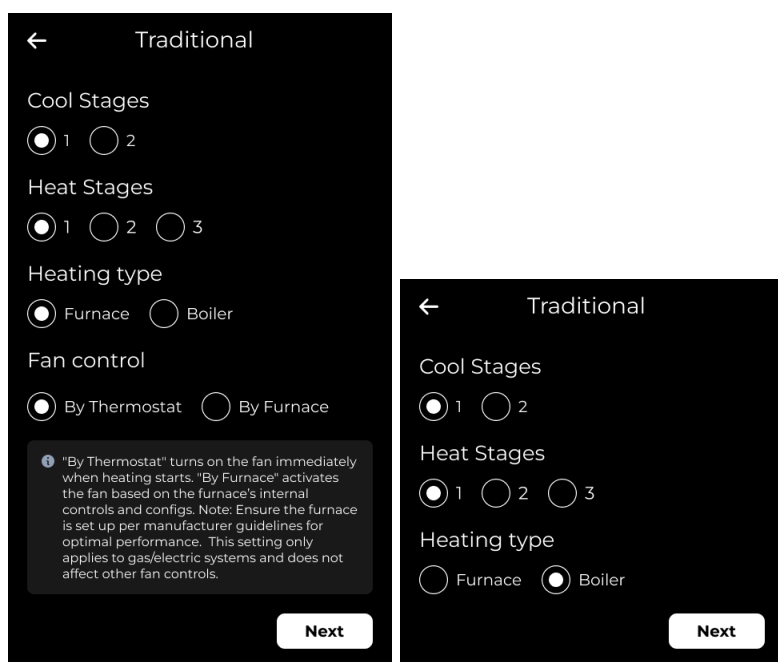 Traditional
Cool Stages
1 2
Heat Stages
1 2 3
Heating type
Furnace Boiler
Fan control
By Thermostat By Furnace
"By Thermostat" turns on the fan immediately
when heating starts. "By Furnace" activates
the fan based on the furnace's internal
controls and configs. Note: Ensure the furnace
is set up per manufacturer guidelines for
optimal performance. This setting only
applies to gas/electric systems and does not
affect other fan controls.
Next
Traditional
Cool Stages
1 2
Heat Stages
1 2 3
Heating type
Furnace Boiler
Next